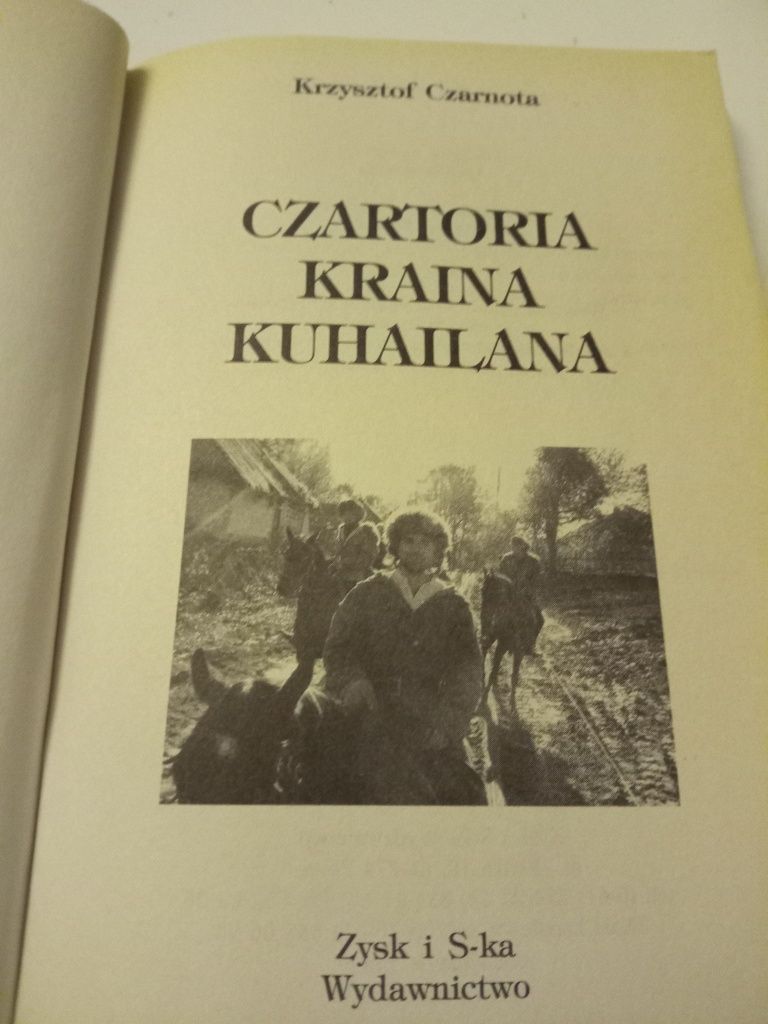 Krzysztof Czarnota
CZARTORIA
KRAINA
KUHAILANA
Zysk i S-ka
Wydawnictwo